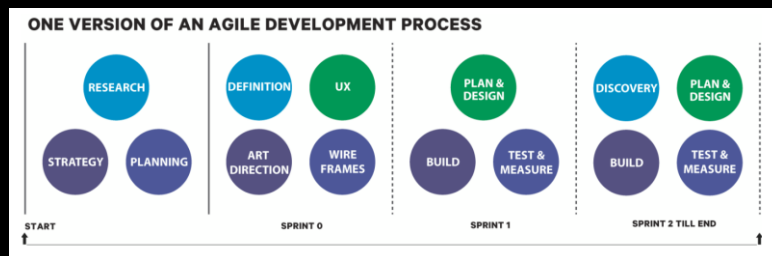 ONE VERSION OF AN AGILE DEVELOPMENT PROCESS
RESEARCH
STRATEGY
PLANNING
DEFINITION
UX
ART
DIRECTION
WIRE
FRAMES
PLAN &
DESIGN
BUILD
TEST &
MEASURE
DISCOVERY
PLAN &
DESIGN
BUILD
TEST &
MEASURE
START
SPRINT 0
SPRINT 1
SPRINT 2 TILL END